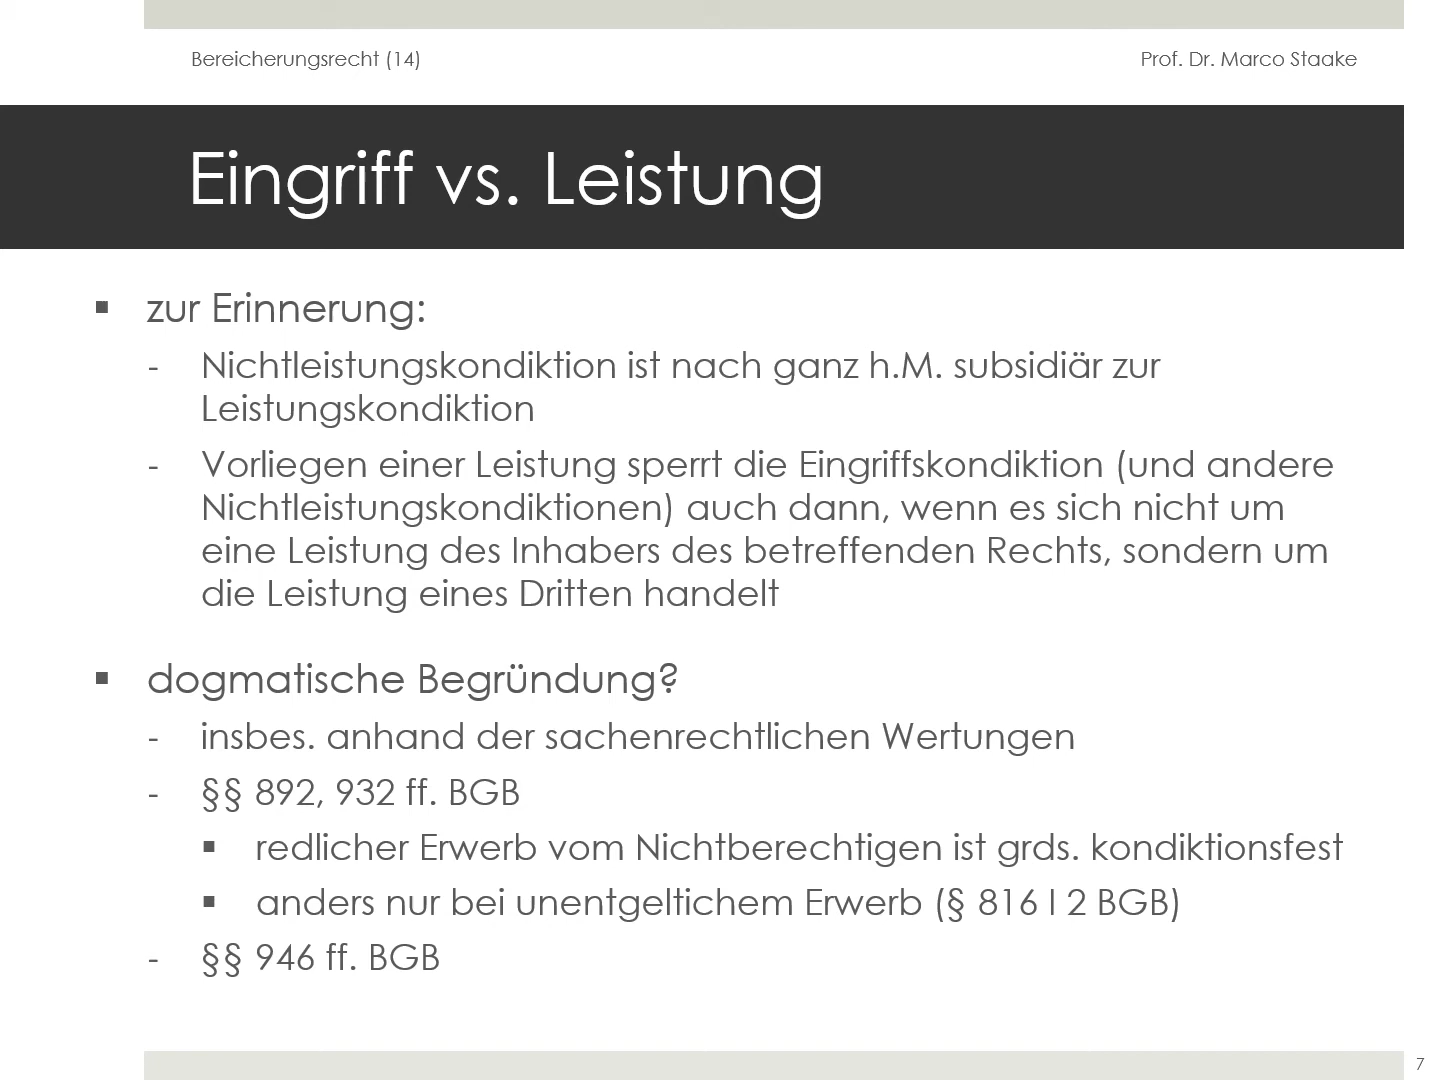 Bereicherungsrecht (14) Prof. Dr. Marco Staake
Eingriff vs. Leistung
▪ zur Erinnerung:
- Nichtleistungskondiktion ist nach ganz h.M. subsidiär zur
Leistungskondiktion
- Vorliegen einer Leistung sperrt die Eingriffskondiktion (und andere
Nichtleistungskondiktionen) auch dann, wenn es sich nicht um
eine Leistung des Inhabers des betreffenden Rechts, sondern um
die Leistung eines Dritten handelt
▪ dogmatische Begründung?
- insbes. anhand der sachenrechtlichen Wertungen
- §§ 892, 932 ff. BGB
▪ redlicher Erwerb vom Nichtberechtigen ist grds. kondiktionsfest
▪ anders nur bei unentgeltichem Erwerb (§ 816 I 2 BGB)
- §§ 946 ff. BGB
7